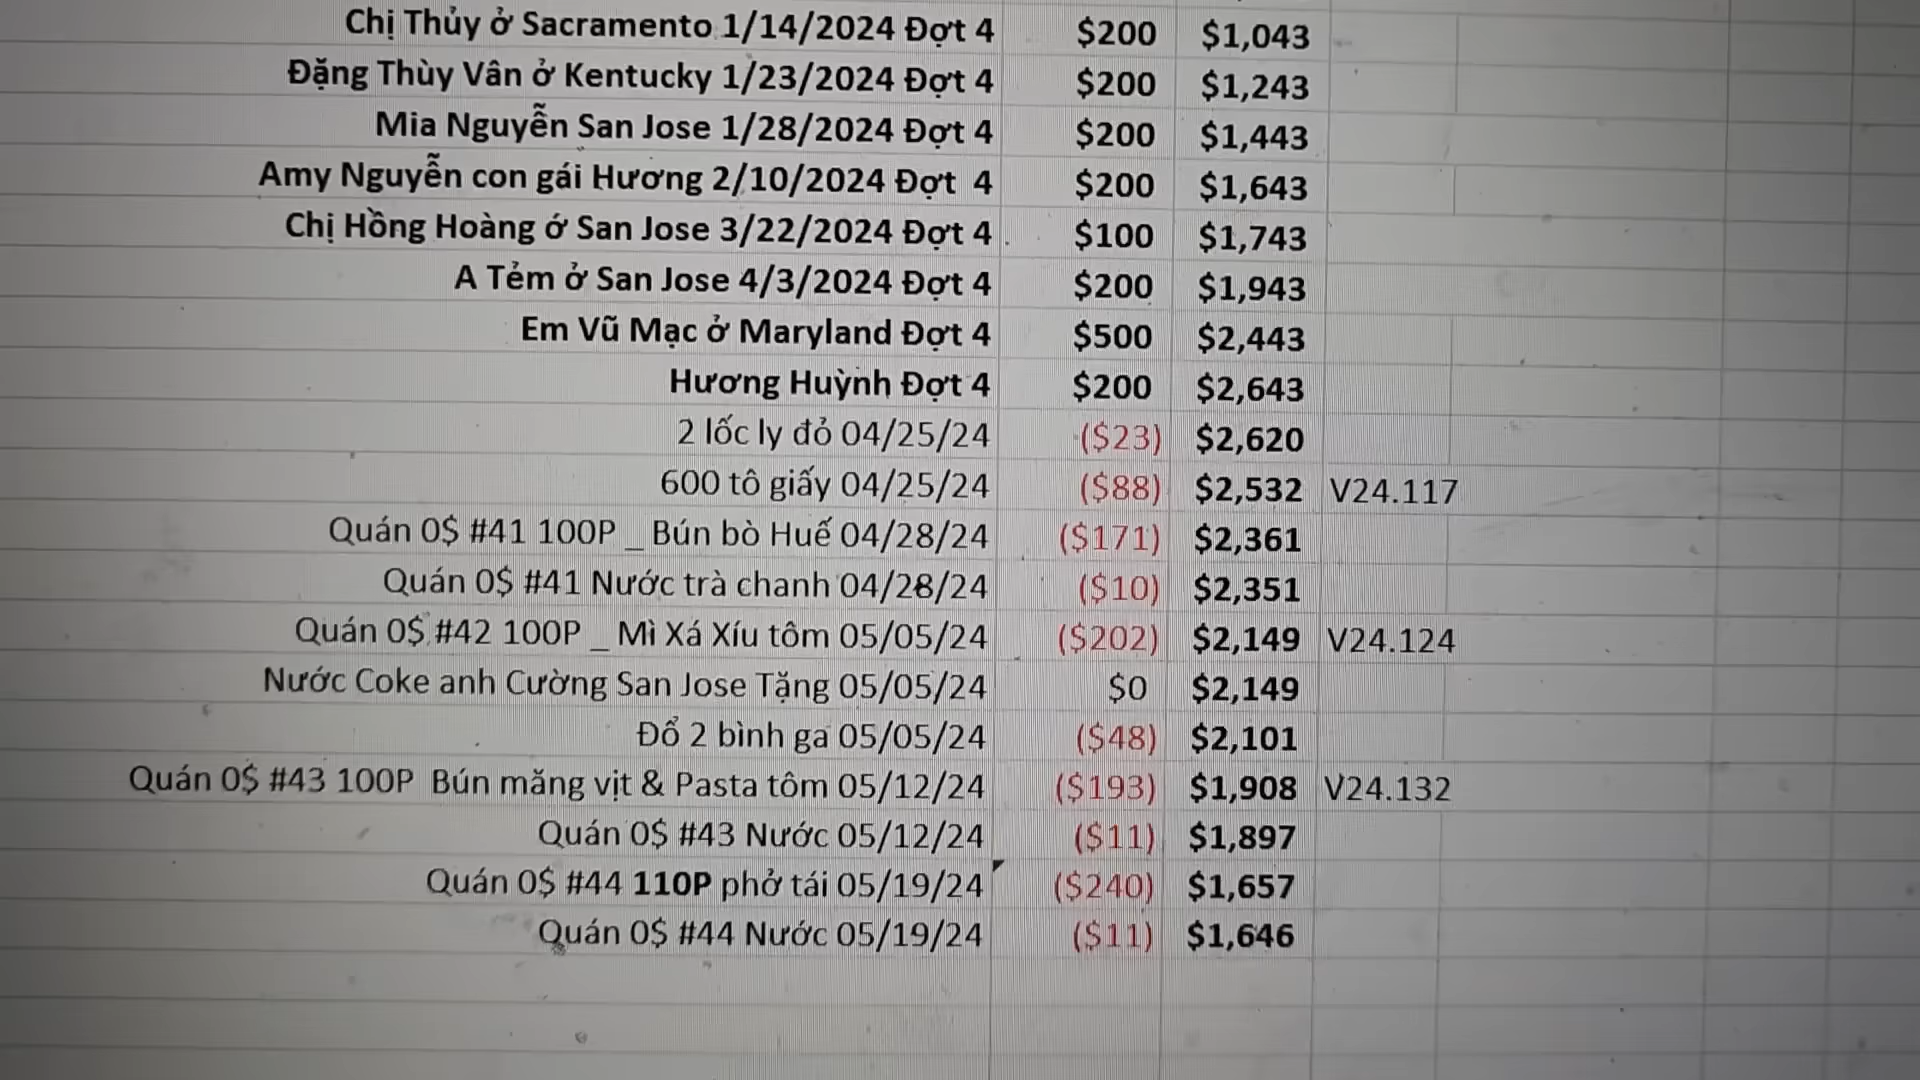 Chị Thủy ở Sacramento 1/14/2024 Đợt 4 $200 $1,043
Đặng Thùy Vân ở Kentucky 1/23/2024 Đợt 4 $200 $1,243
Mia Nguyễn San Jose 1/28/2024 Đợt 4 $200 $1,443
Amy Nguyễn con gái Hương 2/10/2024 Đợt 4 $200 $1,643
Chị Hồng Hoàng ớ San Jose 3/22/2024 Đợt 4 $100 $1,743
A Tẻm ở San Jose 4/3/2024 Đợt 4 $200 $1,943
Em Vũ Mạc ở Maryland Đợt 4 $500 $2,443
Hương Huỳnh Đợt 4 $200 $2,643
2 lốc ly đỏ 04/25/24 ($23) $2,620
600 tô giấy 04/25/24 ($88) $2,532 V24.117
Quán 0$ #41 100P _ Bún bò Huế 04/28/24 ($171) $2,361
Quán 0$ #41 Nước trà chanh 04/28/24 ($10) $2,351
Quán 0$ #42 100P _ Mì Xá Xíu tôm 05/05/24 ($202) $2,149 V24.124
Nước Coke anh Cường San Jose Tặng 05/05/24 $0 $2,149
Đổ 2 bình ga 05/05/24 ($48) $2,101
Quán 0$ #43 100P Bún măng vịt & Pasta tôm 05/12/24 ($193) $1,908 V24.132
Quán 0$ #43 Nước 05/12/24 ($11) $1,897
Quán 0$ #44 110P phở tái 05/19/24 ($240) $1,657
Quán 0$ #44 Nước 05/19/24 ($11) $1,646